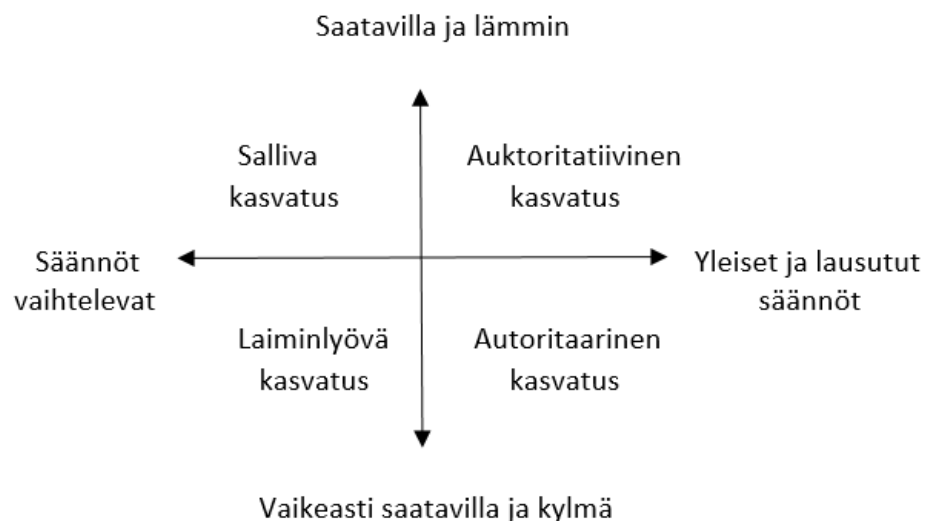 Saatavilla ja lämmin
Salliva
kasvatus
Auktoritatiivinen
kasvatus
Säännöt
vaihtelevat
Yleiset ja lausutut
säännöt
Laiminlyövä
kasvatus
Autoritaarinen
kasvatus
Vaikeasti saatavilla ja kylmä